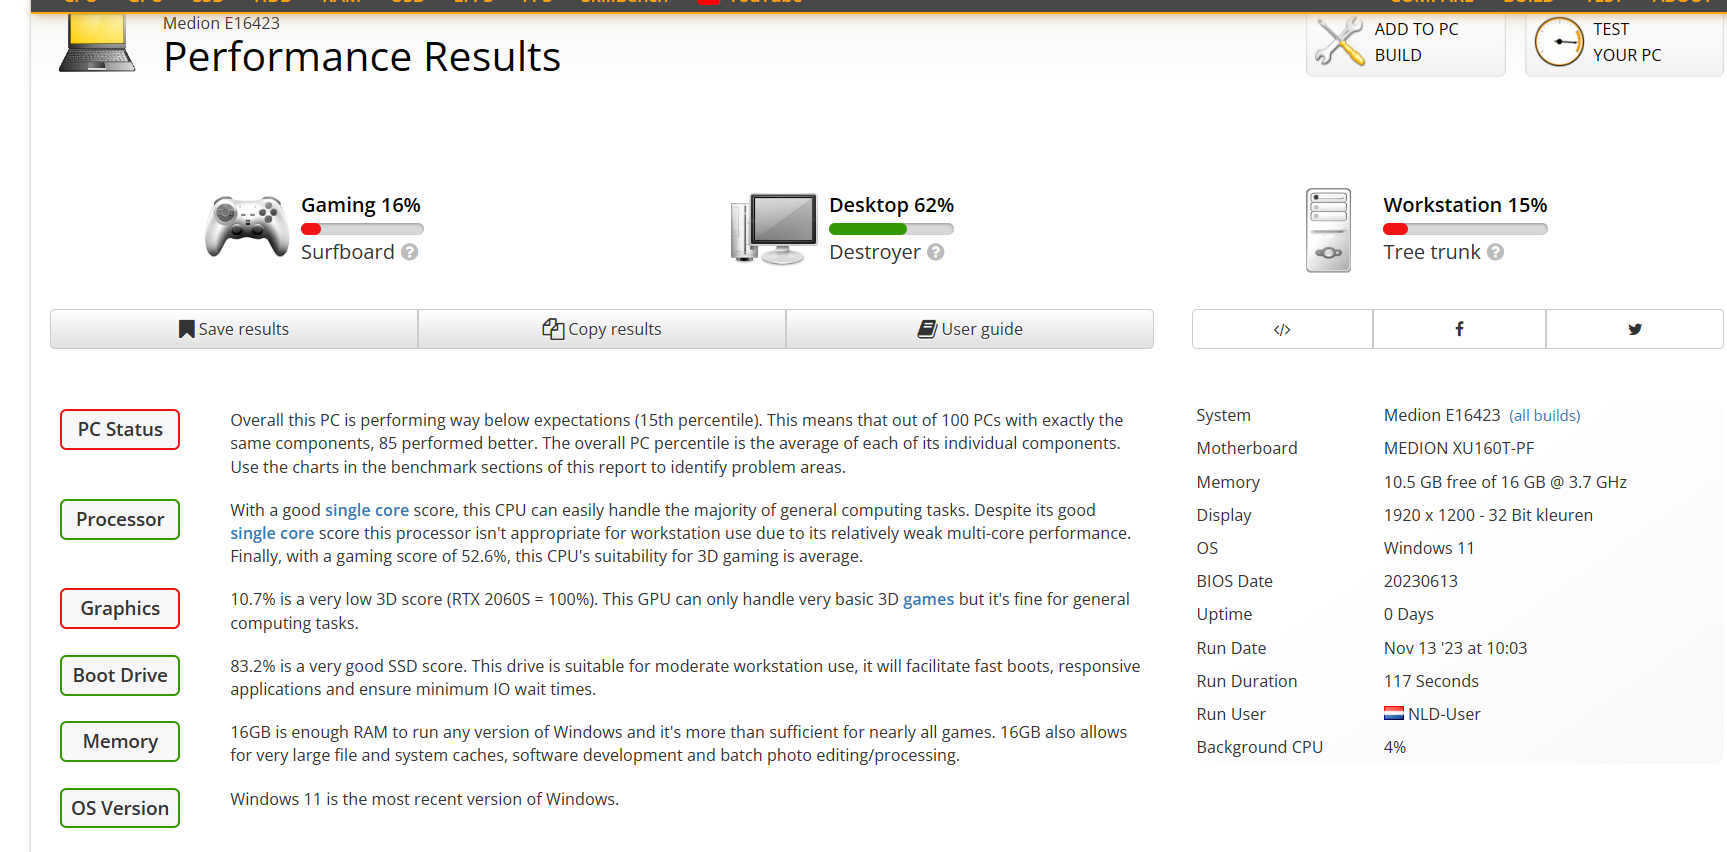 CPU GPU SSD HDD RAM USB EFPS FPS SkillBench YouTube
COMPARE BUILD TEST ABOUT
Medion E16423
Performance Results
ADD TO PC
BUILD
TEST
YOUR PC
Gaming 16%
Surfboard ?
Desktop 62%
Destroyer ?
Workstation 15%
Tree trunk ?
Save results
Copy results
User guide
</>
PC Status
Overall this PC is performing way below expectations (15th percentile). This means that out of 100 PCs with exactly the
same components, 85 performed better. The overall PC percentile is the average of each of its individual components.
Use the charts in the benchmark sections of this report to identify problem areas.
Processor
With a good single core score, this CPU can easily handle the majority of general computing tasks. Despite its good
single core score this processor isn't appropriate for workstation use due to its relatively weak multi-core performance.
Finally, with a gaming score of 52.6%, this CPU's suitability for 3D gaming is average.
Graphics
10.7% is a very low 3D score (RTX 2060S = 100%). This GPU can only handle very basic 3D games but it's fine for general
computing tasks.
Boot Drive
83.2% is a very good SSD score. This drive is suitable for moderate workstation use, it will facilitate fast boots, responsive
applications and ensure minimum IO wait times.
Memory
16GB is enough RAM to run any version of Windows and it's more than sufficient for nearly all games. 16GB also allows
for very large file and system caches, software development and batch photo editing/processing.
OS Version
Windows 11 is the most recent version of Windows.
System Medion E16423 (all builds)
Motherboard MEDION XU160T-PF
Memory 10.5 GB free of 16 GB @ 3.7 GHz
Display 1920 x 1200 - 32 Bit kleuren
OS Windows 11
BIOS Date 20230613
Uptime 0 Days
Run Date Nov 13 '23 at 10:03
Run Duration 117 Seconds
Run User NLD-User
Background CPU 4%